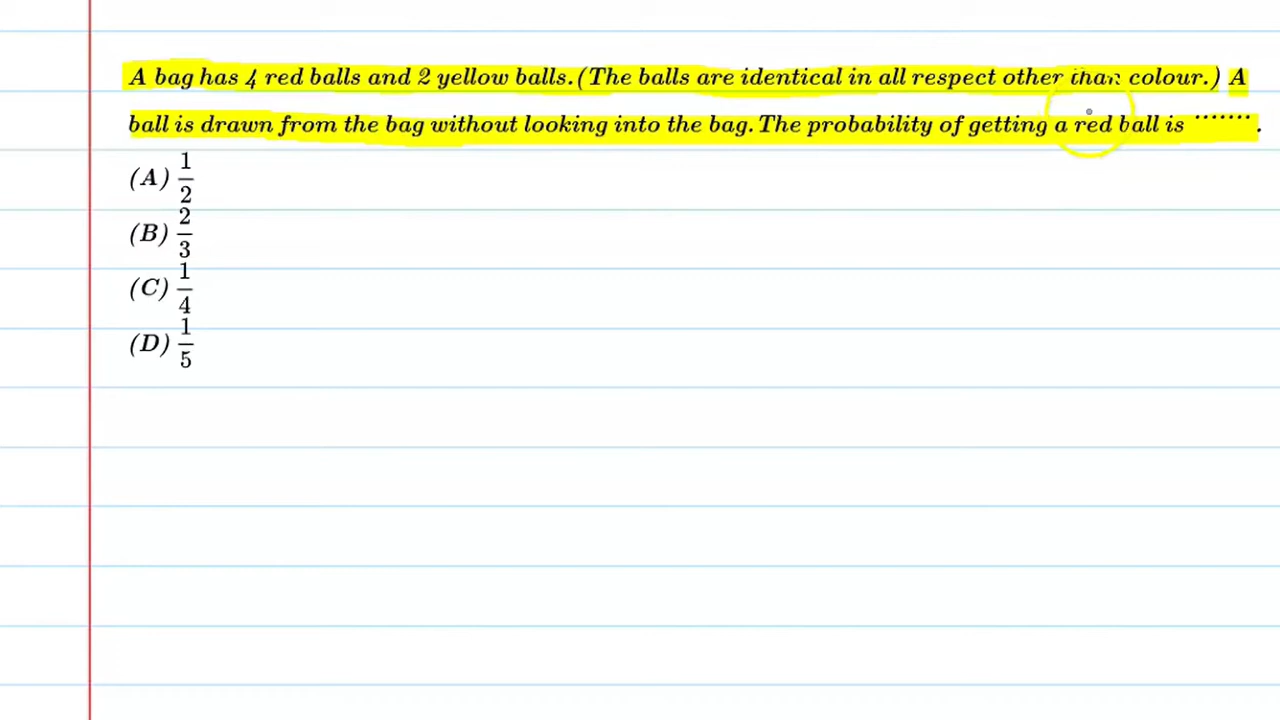 A bag has 4 red balls and 2 yellow balls.(The balls are identical in all respect other than colour.) A
ball is drawn from the bag without looking into the bag.The probability of getting a red ball is ······· .
(A) 1/2
(B) 2/3
(C) 1/4
(D) 1/5